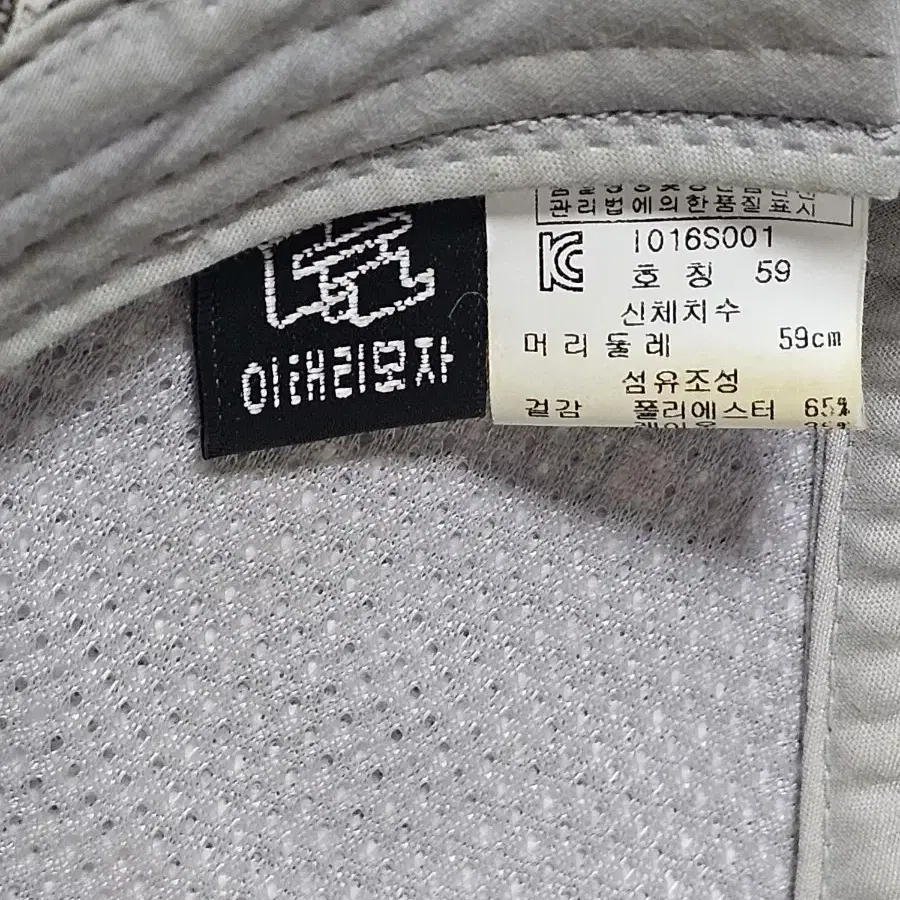 관리법에의한품질표시
I016S001
호칭 59
신체치수
머리둘레 59cm
섬유조성
겉감 폴리에스터 65%
이태리모자